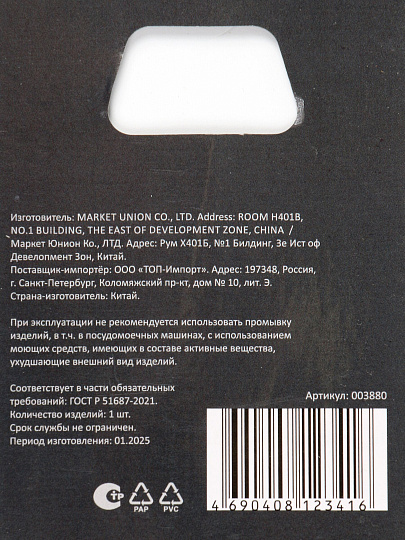 Изготовитель: MARKET UNION CO., LTD. Address: ROOM H401B,
NO.1 BUILDING, THE EAST OF DEVELOPMENT ZONE, CHINA /
Маркет Юнион Ко., ЛТД. Адрес: Рум Х401Б, №1 Билдинг, Зе Ист оф
Девелопмент Зон, Китай.
Поставщик-импортёр: ООО «ТОП-Импорт». Адрес: 197348, Россия,
г. Санкт-Петербург, Коломяжский пр-кт, дом № 10, лит. Э.
Страна-изготовитель: Китай.
При эксплуатации не рекомендуется использовать промывку
изделий, в т.ч. в посудомоечных машинах, с использованием
моющих средств, имеющих в составе активные вещества,
ухудшающие внешний вид изделий.
Соответствует в части обязательных
требований: ГОСТ Р 51687-2021.
Количество изделий: 1 шт.
Срок службы не ограничен.
Период изготовления: 01.2025
Артикул: 003880
PAP PVC
4 690408 123416